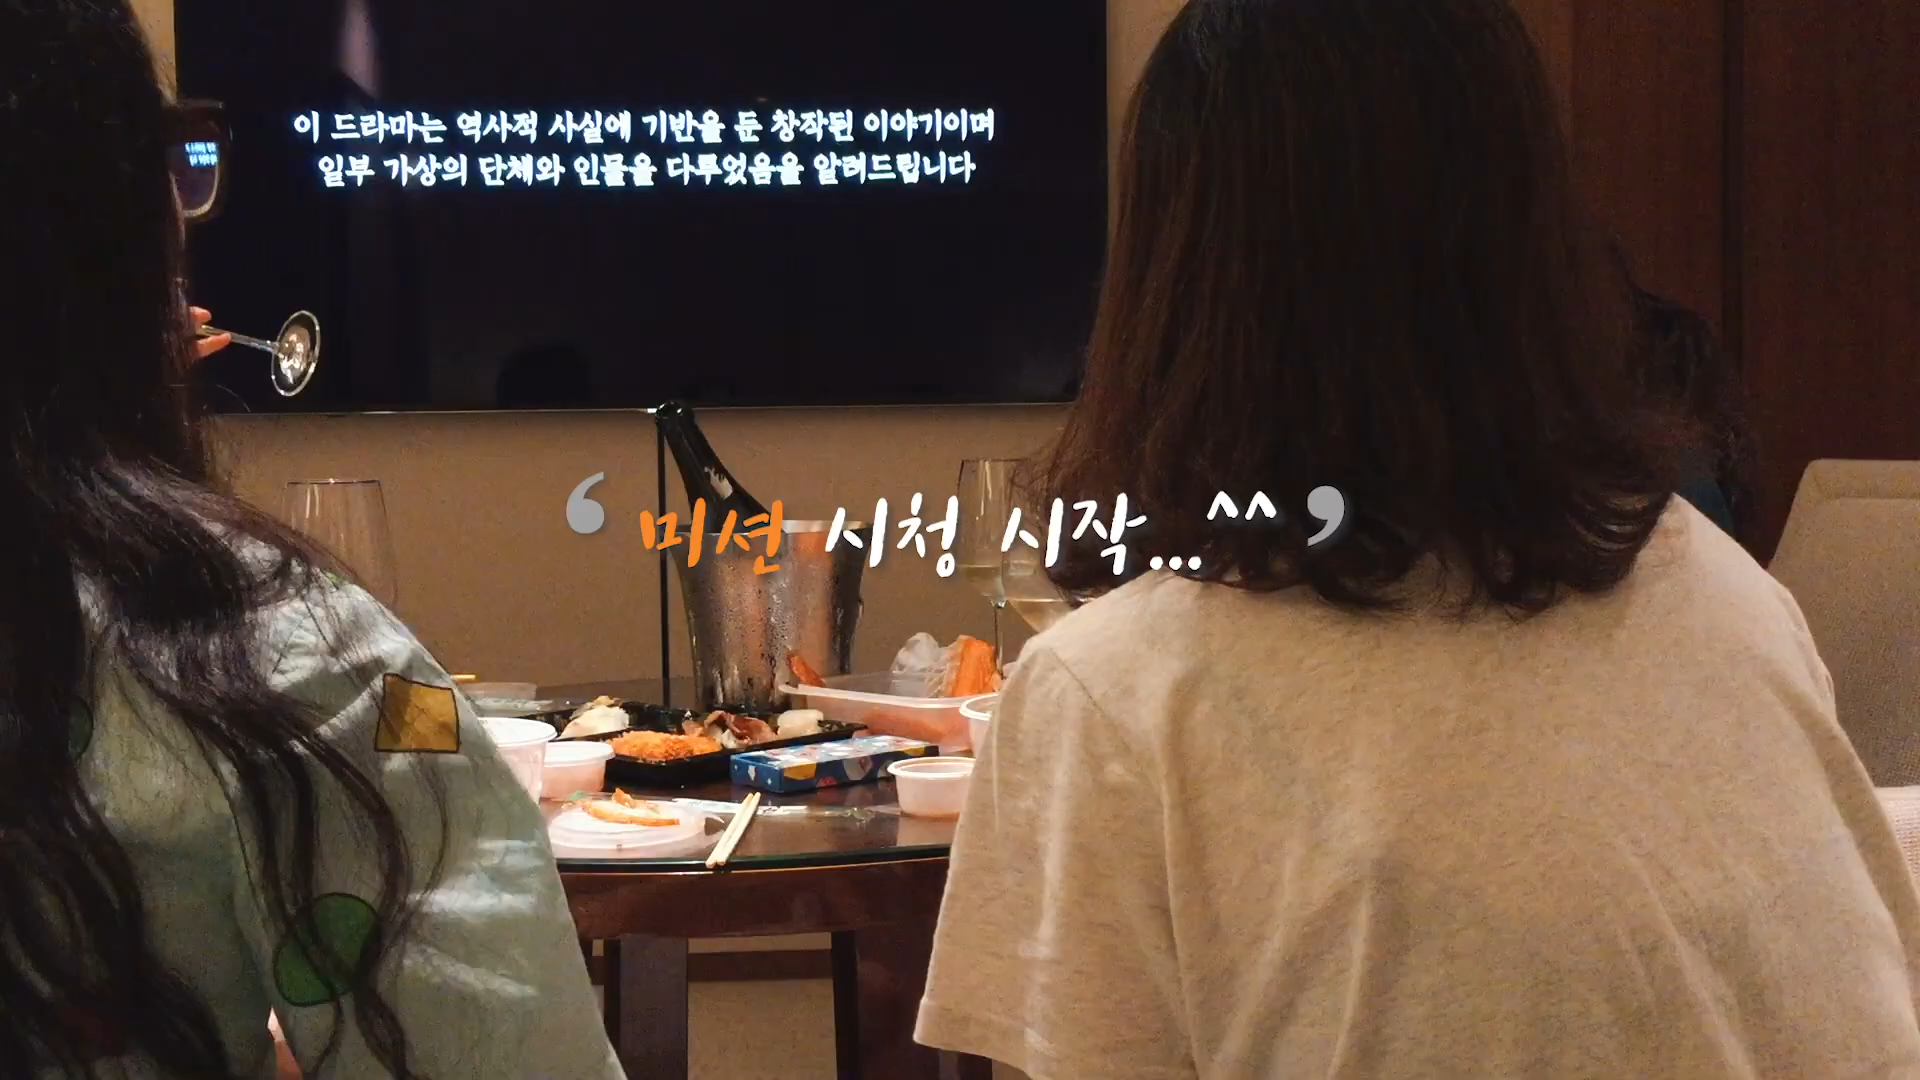 이 드라마는 역사적 사실에 기반을 둔 창작된 이야기이며
일부 가상의 단체와 인물을 다루었음을 알려드립니다
‘ 미션 시청 시작...^^ ’